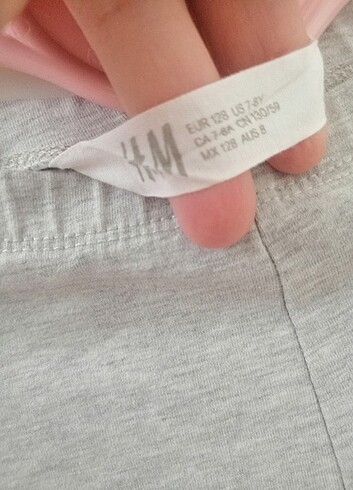 H&M
EUR 128 US 7-8Y
CA 7-8A CN 130/59
MX 128 AUS 8